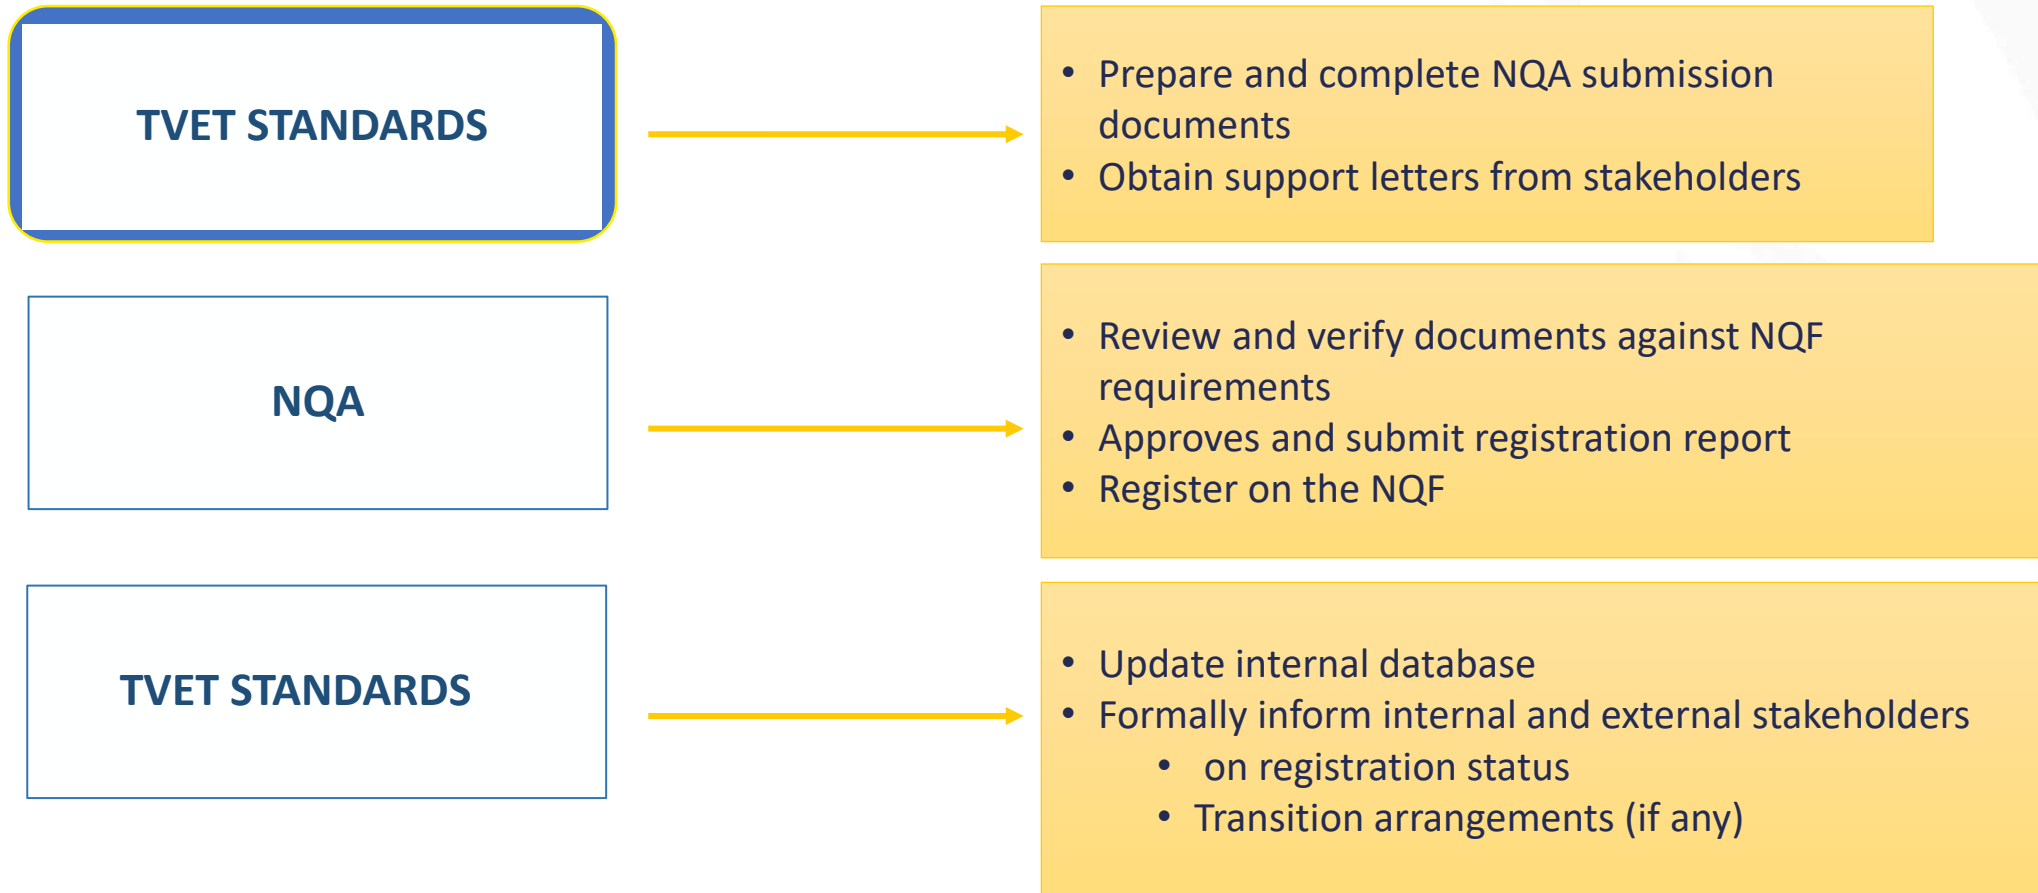 TVET STANDARDS
• Prepare and complete NQA submission
documents
• Obtain support letters from stakeholders
NQA
• Review and verify documents against NQF
requirements
• Approves and submit registration report
• Register on the NQF
TVET STANDARDS
• Update internal database
• Formally inform internal and external stakeholders
• on registration status
• Transition arrangements (if any)